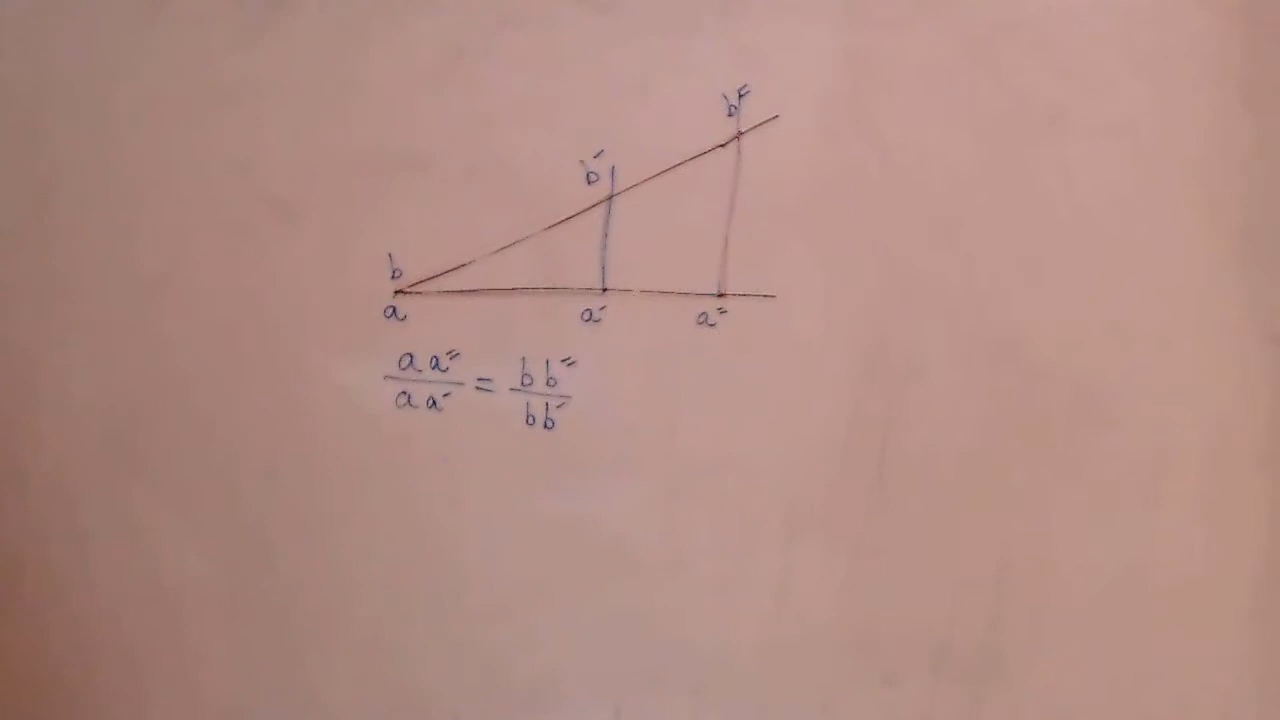 b″
b′
b
a a′ a″
aa″/aa′ = bb″/bb′